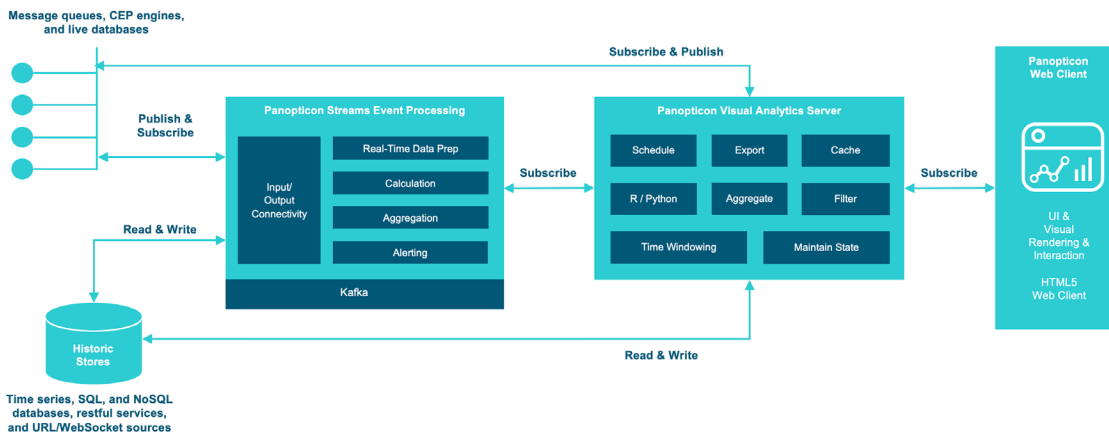 Message queues, CEP engines,
and live databases
Subscribe & Publish
Publish &
Subscribe
Read & Write
Panopticon Streams Event Processing
Input/
Output
Connectivity
Real-Time Data Prep
Calculation
Aggregation
Alerting
Kafka
Subscribe
Panopticon Visual Analytics Server
Schedule
Export
Cache
R / Python
Aggregate
Filter
Time Windowing
Maintain State
Subscribe
Panopticon
Web Client
UI &
Visual
Rendering &
Interaction
HTML5
Web Client
Historic
Stores
Read & Write
Time series, SQL, and NoSQL
databases, restful services,
and URL/WebSocket sources